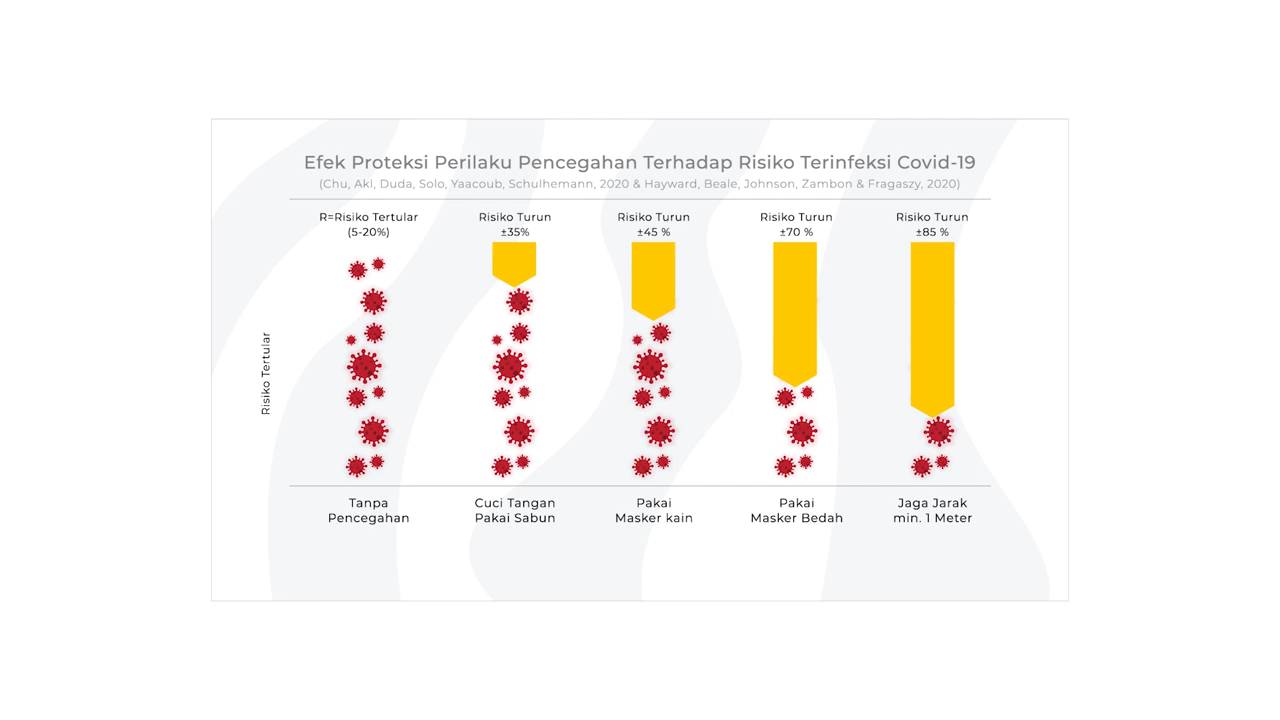 Efek Proteksi Perilaku Pencegahan Terhadap Risiko Terinfeksi Covid-19
(Chu, Akl, Duda, Solo, Yaacoub, Schulhemann, 2020 & Hayward, Beale, Johnson, Zambon & Fragaszy, 2020)
R=Risiko Tertular
(5-20%)
Risiko Turun
±35%
Risiko Turun
±45 %
Risiko Turun
±70 %
Risiko Turun
±85 %
Risiko Tertular
Tanpa
Pencegahan
Cuci Tangan
Pakai Sabun
Pakai
Masker kain
Pakai
Masker Bedah
Jaga Jarak
min. 1 Meter